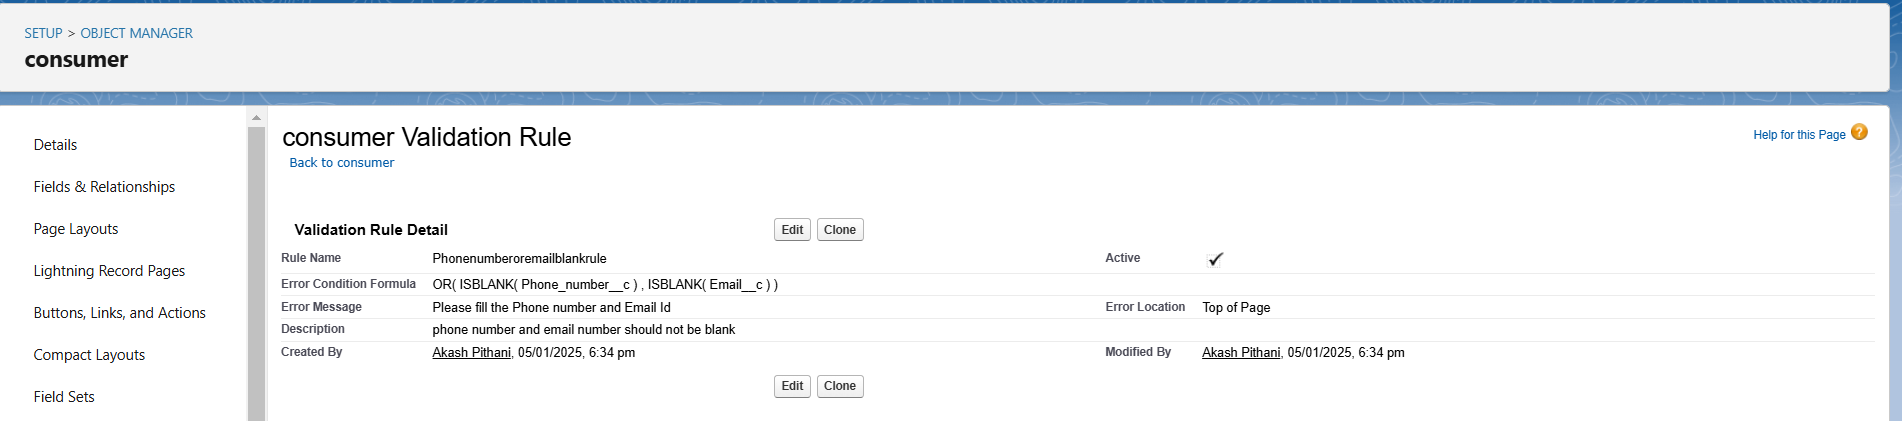 SETUP > OBJECT MANAGER
consumer
Details
Fields & Relationships
Page Layouts
Lightning Record Pages
Buttons, Links, and Actions
Compact Layouts
Field Sets
consumer Validation Rule
Back to consumer
Help for this Page ?
Validation Rule Detail Edit Clone
Rule Name Phonenumberoremailblankrule Active
Error Condition Formula OR( ISBLANK( Phone_number__c ) , ISBLANK( Email__c ) )
Error Message Please fill the Phone number and Email Id Error Location Top of Page
Description phone number and email number should not be blank
Created By Akash Pithani, 05/01/2025, 6:34 pm Modified By Akash Pithani, 05/01/2025, 6:34 pm
Edit Clone